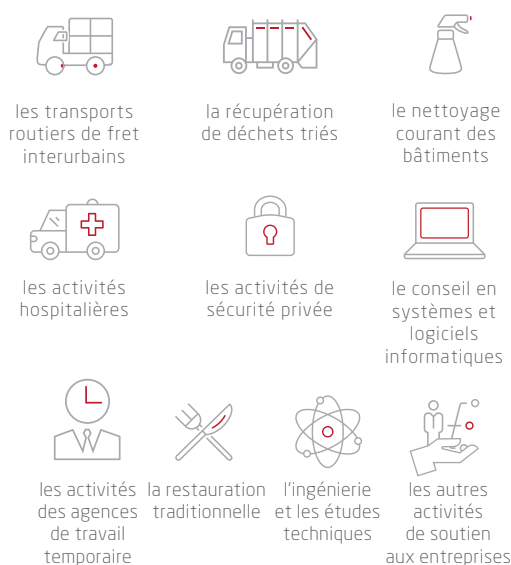 les transports
routiers de fret
interurbains
la récupération
de déchets triés
le nettoyage
courant des
bâtiments
les activités
hospitalières
les activités de
sécurité privée
le conseil en
systèmes et
logiciels
informatiques
les activités
des agences
de travail
temporaire
la restauration
traditionnelle
l'ingénierie
et les études
techniques
les autres
activités
de soutien
aux entreprises